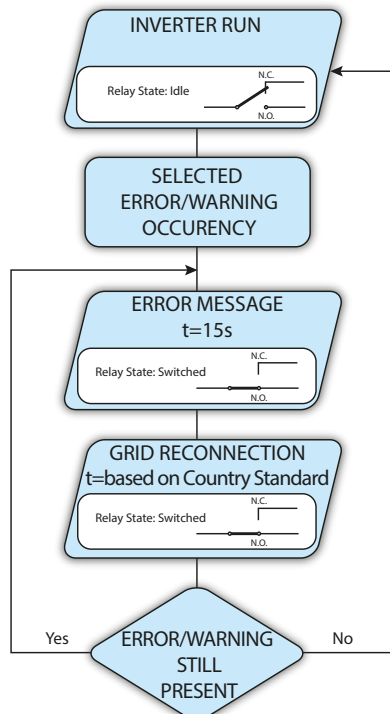 INVERTER RUN
N.C.
Relay State: Idle
N.O.
SELECTED
ERROR/WARNING
OCCURENCY
ERROR MESSAGE
t=15s
N.C.
Relay State: Switched
N.O.
GRID RECONNECTION
t=based on Country Standard
N.C.
Relay State: Switched
N.O.
Yes
ERROR/WARNING
STILL
PRESENT
No